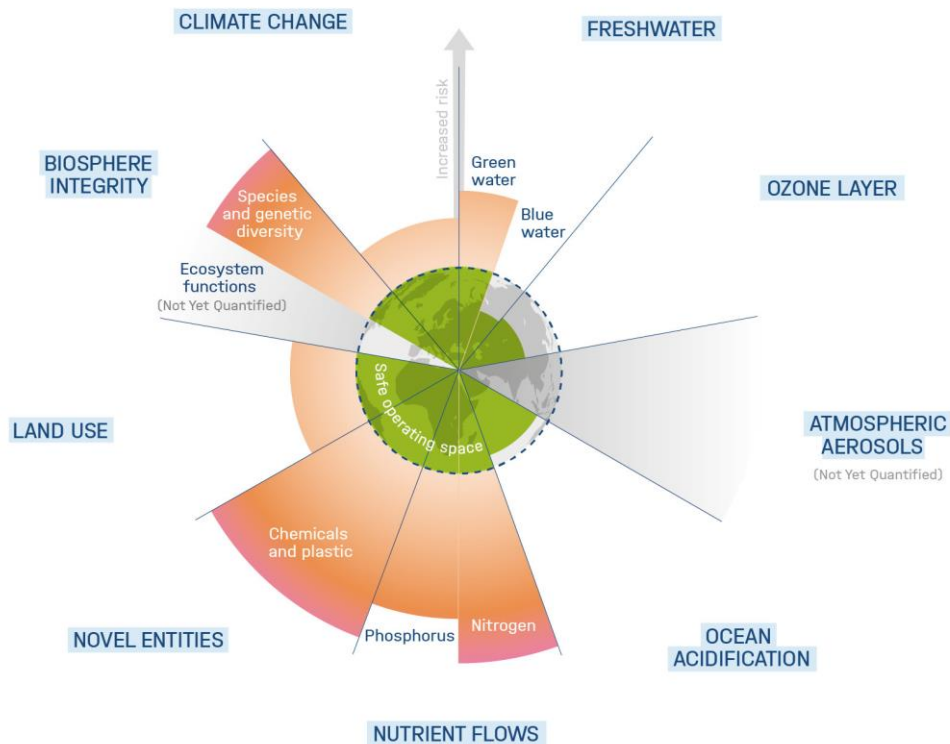 CLIMATE CHANGE
FRESHWATER
Increased risk
Green
water
BIOSPHERE
INTEGRITY
OZONE LAYER
Species
and genetic
diversity
Blue
water
Ecosystem
functions
(Not Yet Quantified)
Safe operating space
LAND USE
ATMOSPHERIC
AEROSOLS
(Not Yet Quantified)
Chemicals
and plastic
Nitrogen
Phosphorus
NOVEL ENTITIES
OCEAN
ACIDIFICATION
NUTRIENT FLOWS